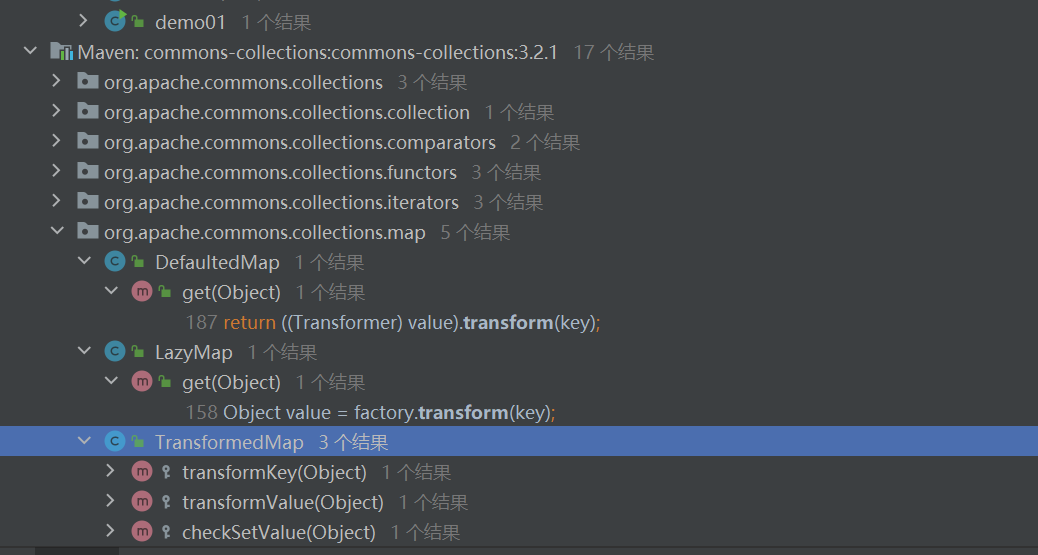 demo01 1 个结果
Maven: commons-collections:commons-collections:3.2.1 17 个结果
org.apache.commons.collections 3 个结果
org.apache.commons.collections.collection 1 个结果
org.apache.commons.collections.comparators 2 个结果
org.apache.commons.collections.functors 3 个结果
org.apache.commons.collections.iterators 3 个结果
org.apache.commons.collections.map 5 个结果
DefaultedMap 1 个结果
get(Object) 1 个结果
187 return ((Transformer) value).transform(key);
LazyMap 1 个结果
get(Object) 1 个结果
158 Object value = factory.transform(key);
TransformedMap 3 个结果
transformKey(Object) 1 个结果
transformValue(Object) 1 个结果
checkSetValue(Object) 1 个结果